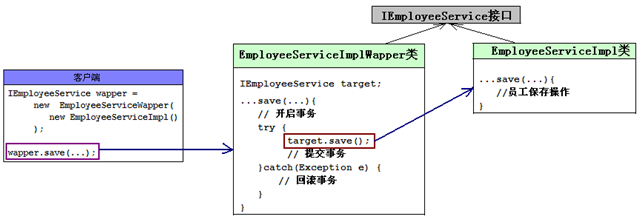 IEmployeeService接口
客户端
IEmployeeService wapper =
new EmployeeServiceWapper(
new EmployeeServiceImpl()
);
wapper.save(...);
EmployeeServiceImplWapper类
IEmployeeService target;
...save(...){
// 开启事务
try {
target.save();
// 提交事务
}catch(Exception e) {
// 回滚事务
}
}
EmployeeServiceImpl类
...save(...){
//员工保存操作
}